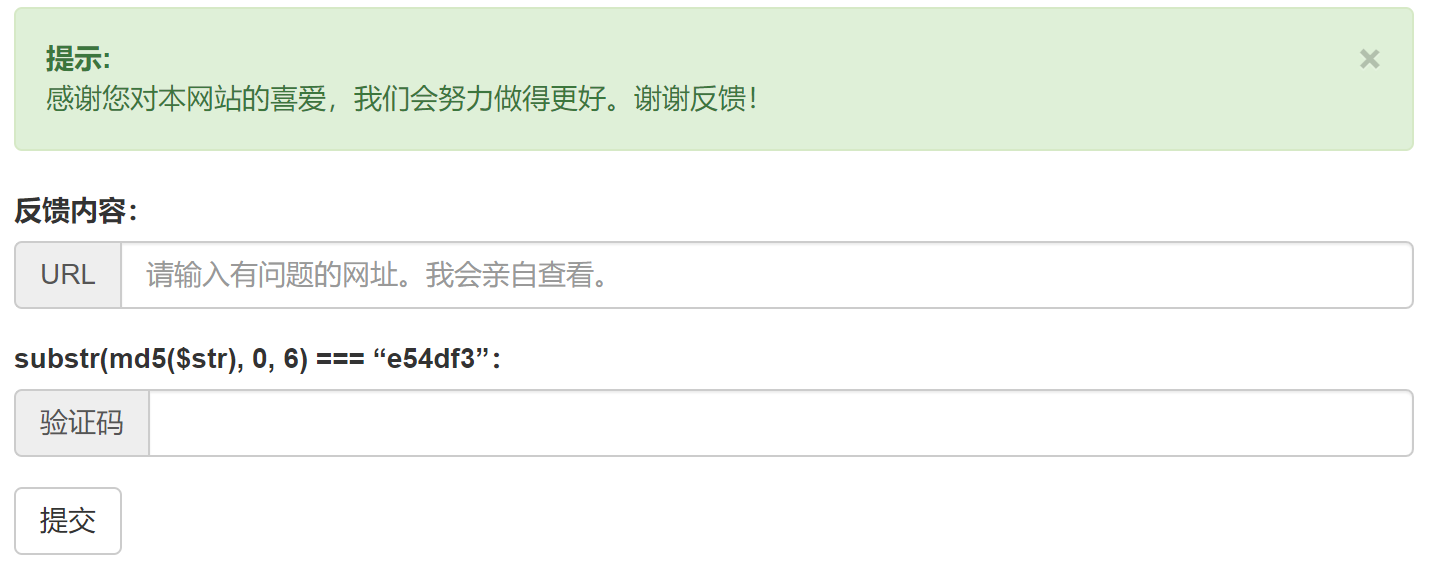 提示:
感谢您对本网站的喜爱，我们会努力做得更好。谢谢反馈！
×
反馈内容：
URL
请输入有问题的网址。我会亲自查看。
substr(md5($str), 0, 6) === “e54df3”：
验证码
提交